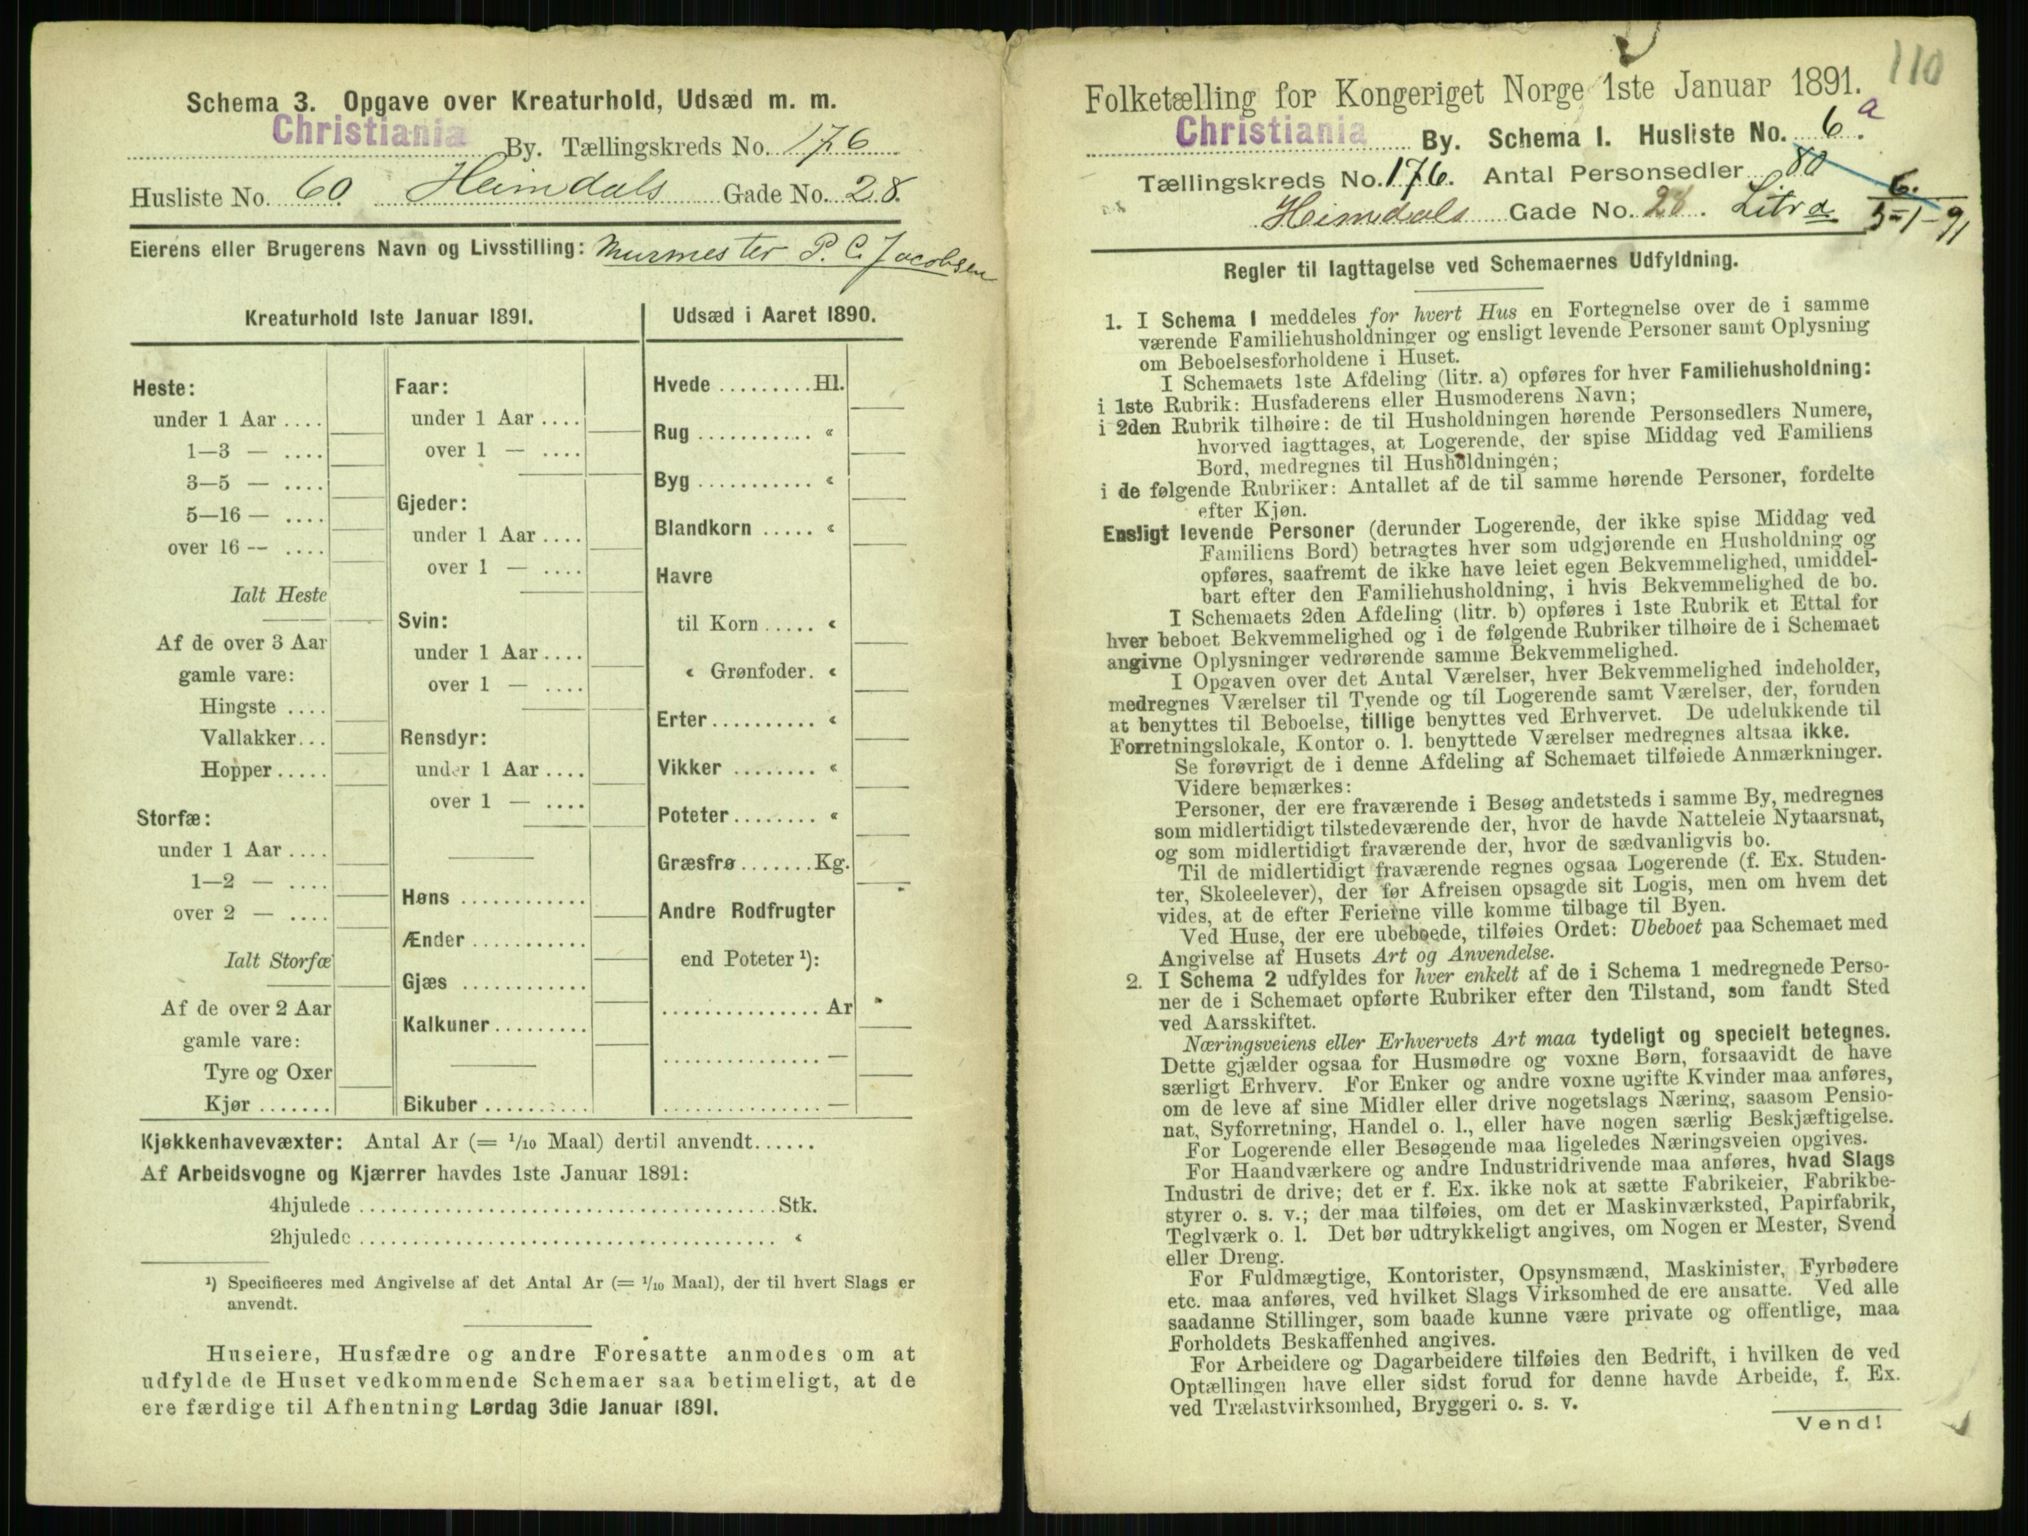 Schema 3. Opgave over Kreaturhold, Udsæd m. m.
Christiania By. Tællingskreds No. 176
Husliste No. 60 Heimdals Gade No. 28.
Eierens eller Brugerens Navn og Livsstilling: Murmester P. C. Jacobsen
Kreaturhold 1ste Januar 1891.
Heste:
under 1 Aar ....
1—3 — ....
3—5 — ....
5—16 — ....
over 16 — ....
Ialt Heste
Af de over 3 Aar
gamle vare:
Hingste ....
Vallakker...
Hopper.....
Storfæ:
under 1 Aar ....
1—2 — ....
over 2 — ....
Ialt Storfæ
Af de over 2 Aar
gamle vare:
Tyre og Oxer
Kjør .......
Faar:
under 1 Aar ....
over 1 — ....
Gjeder:
under 1 Aar ....
over 1 — ....
Svin:
under 1 Aar ....
over 1 — ....
Rensdyr:
under 1 Aar ....
over 1 — ....
Høns ............
Ænder ...........
Gjæs ............
Kalkuner.........
Bikuber ..........
Udsæd i Aaret 1890.
Hvede .........Hl.
Rug ........... «
Byg ........... «
Blandkorn ..... «
Havre
til Korn ..... «
« Grønfoder. «
Erter .......... «
Vikker ........ «
Poteter........ «
Græsfrø .......Kg.
Andre Rodfrugter
end Poteter ¹):
............... Ar
............... —
............... —
Kjøkkenhavevæxter: Antal Ar (= 1/10 Maal) dertil anvendt......
Af Arbeidsvogne og Kjærrer havdes 1ste Januar 1891:
4hjulede ........................................Stk.
2hjulede ........................................ «
¹) Specificeres med Angivelse af det Antal Ar (= 1/10 Maal), der til hvert Slags er
anvendt.
Huseiere, Husfædre og andre Foresatte anmodes om at
udfylde de Huset vedkommende Schemaer saa betimeligt, at de
ere færdige til Afhentning Lørdag 3die Januar 1891.
110
Folketælling for Kongeriget Norge 1ste Januar 1891.
Christiania By. Schema 1. Husliste No. 6 a.
Tællingskreds No. 176. Antal Personsedler 80 6.
Heimdals Gade No. 28. Litra 5-1-91
Regler til Iagttagelse ved Schemaernes Udfyldning.
1. I Schema 1 meddeles for hvert Hus en Fortegnelse over de i samme
værende Familiehusholdninger og ensligt levende Personer samt Oplysning
om Beboelsesforholdene i Huset.
I Schemaets 1ste Afdeling (litr. a) opføres for hver Familiehusholdning:
i 1ste Rubrik: Husfaderens eller Husmoderens Navn;
i 2den Rubrik tilhøire: de til Husholdningen hørende Personsedlers Numere,
hvorved iagttages, at Logerende, der spise Middag ved Familiens
Bord, medregnes til Husholdningen;
i de følgende Rubriker: Antallet af de til samme hørende Personer, fordelte
efter Kjøn.
Ensligt levende Personer (derunder Logerende, der ikke spise Middag ved
Familiens Bord) betragtes hver som udgjørende en Husholdning og
opføres, saafremt de ikke have leiet egen Bekvemmelighed, umiddel-
bart efter den Familiehusholdning, i hvis Bekvemmelighed de bo.
I Schemaets 2den Afdeling (litr. b) opføres i 1ste Rubrik et Ettal for
hver beboet Bekvemmelighed og i de følgende Rubriker tilhøire de i Schemaet
angivne Oplysninger vedrørende samme Bekvemmelighed.
I Opgaven over det Antal Værelser, hver Bekvemmelighed indeholder,
medregnes Værelser til Tyende og til Logerende samt Værelser, der, foruden
at benyttes til Beboelse, tillige benyttes ved Erhvervet. De udelukkende til
Forretningslokale, Kontor o. l. benyttede Værelser medregnes altsaa ikke.
Se forøvrigt de i denne Afdeling af Schemaet tilføiede Anmærkninger.
Videre bemærkes:
Personer, der ere fraværende i Besøg andetsteds i samme By, medregnes
som midlertidigt tilstedeværende der, hvor de havde Natteleie Nytaarsnat,
og som midlertidigt fraværende der, hvor de sædvanligvis bo.
Til de midlertidigt fraværende regnes ogsaa Logerende (f. Ex. Studen-
ter, Skoleelever), der før Afreisen opsagde sit Logis, men om hvem det
vides, at de efter Ferierne ville komme tilbage til Byen.
Ved Huse, der ere ubeboede, tilføies Ordet: Ubeboet paa Schemaet med
Angivelse af Husets Art og Anvendelse.
2. I Schema 2 udfyldes for hver enkelt af de i Schema 1 medregnede Perso-
ner de i Schemaet opførte Rubriker efter den Tilstand, som fandt Sted
ved Aarsskiftet.
Næringsveiens eller Erhvervets Art maa tydeligt og specielt betegnes.
Dette gjælder ogsaa for Husmødre og voxne Børn, forsaavidt de have
særligt Erhverv. For Enker og andre voxne ugifte Kvinder maa anføres,
om de leve af sine Midler eller drive nogetslags Næring, saasom Pensio-
nat, Syforretning, Handel o. l., eller have nogen særlig Beskjæftigelse.
For Logerende eller Besøgende maa ligeledes Næringsveien opgives.
For Haandværkere og andre Industridrivende maa anføres, hvad Slags
Industri de drive; det er f. Ex. ikke nok at sætte Fabrikeier, Fabrikbe-
styrer o. s. v.; der maa tilføies, om det er Maskinværksted, Papirfabrik,
Teglværk o. l. Det bør udtrykkeligt angives, om Nogen er Mester, Svend
eller Dreng.
For Fuldmægtige, Kontorister, Opsynsmænd, Maskinister, Fyrbødere
etc. maa anføres, ved hvilket Slags Virksomhed de ere ansatte. Ved alle
saadanne Stillinger, som baade kunne være private og offentlige, maa
Forholdets Beskaffenhed angives.
For Arbeidere og Dagarbeidere tilføies den Bedrift, i hvilken de ved
Optællingen have eller sidst forud for denne havde Arbeide, f. Ex.
ved Trælastvirksomhed, Bryggeri o. s. v.
Vend!